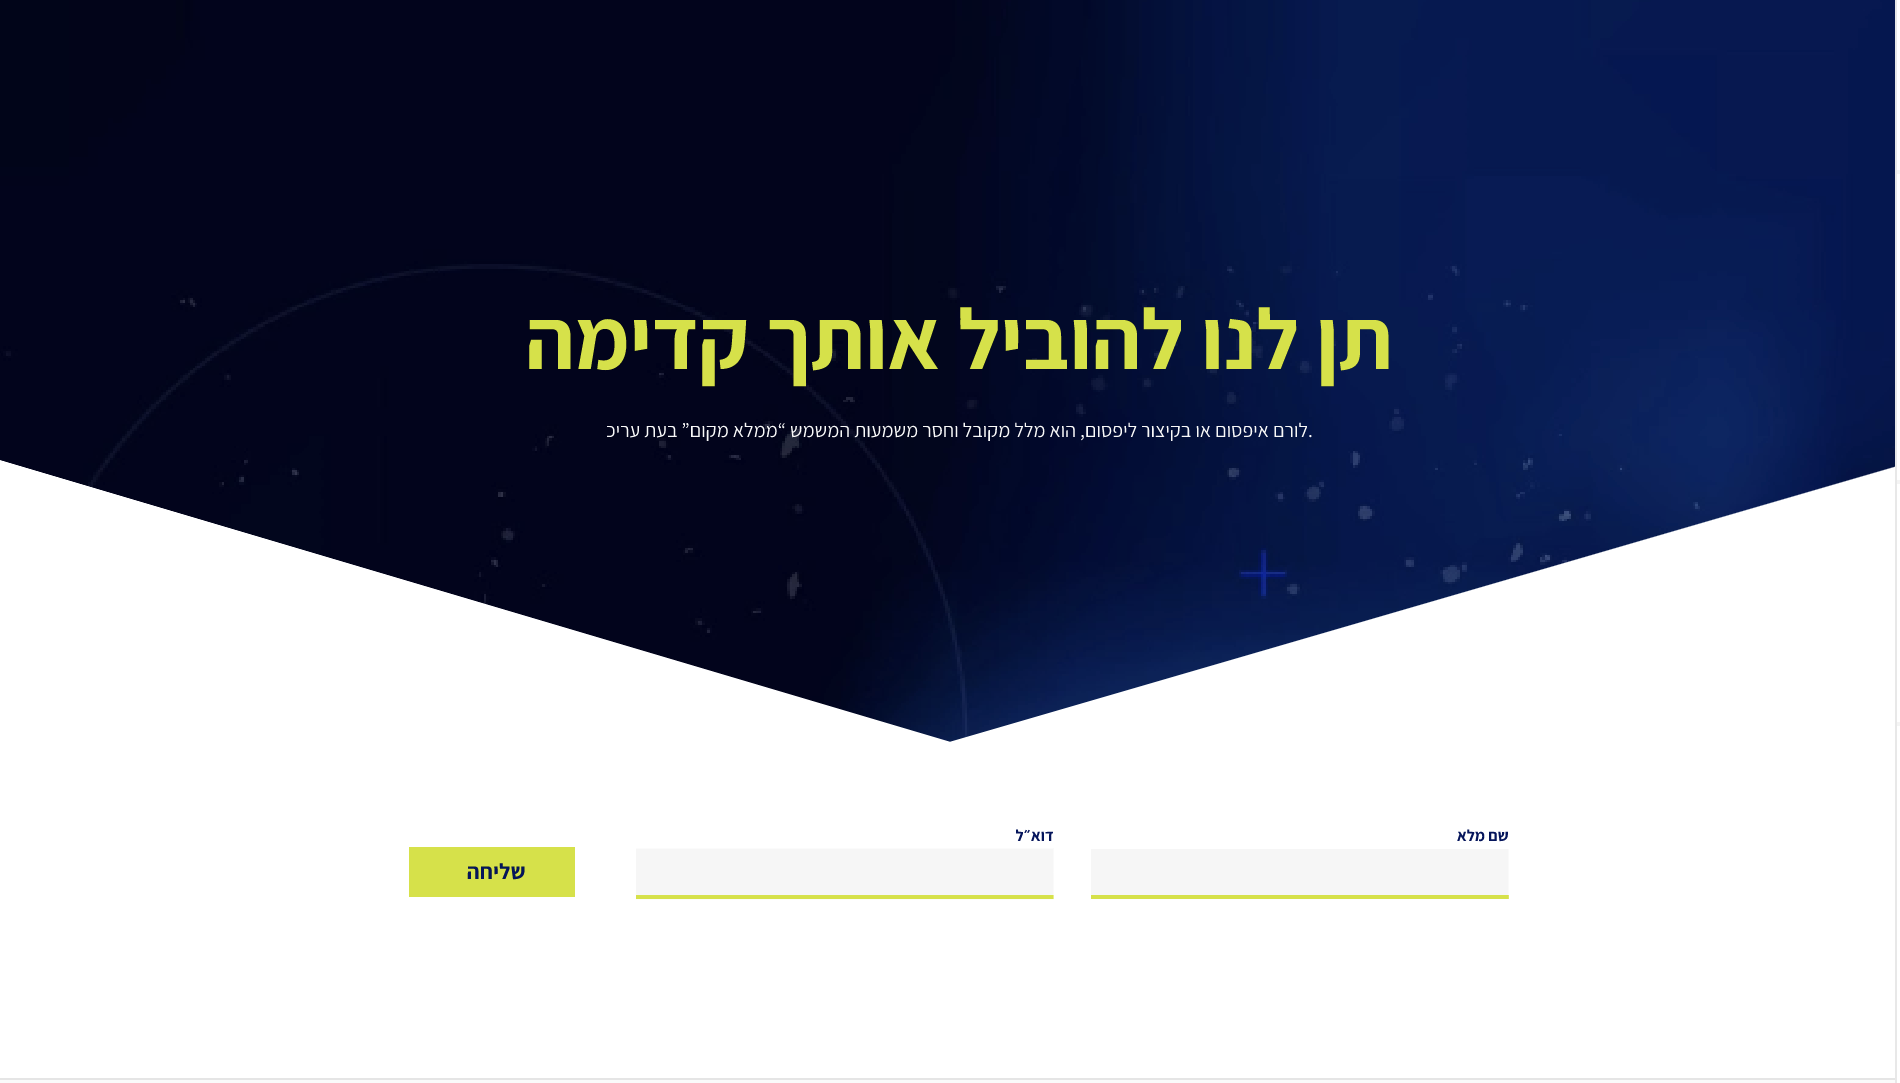 תן לנו להוביל אותך קדימה
לורם איפסום או בקיצור ליפסום, הוא מלל מקובל וחסר משמעות המשמש “ממלא מקום” בעת עריכ.
שם מלא
דוא״ל
שליחה